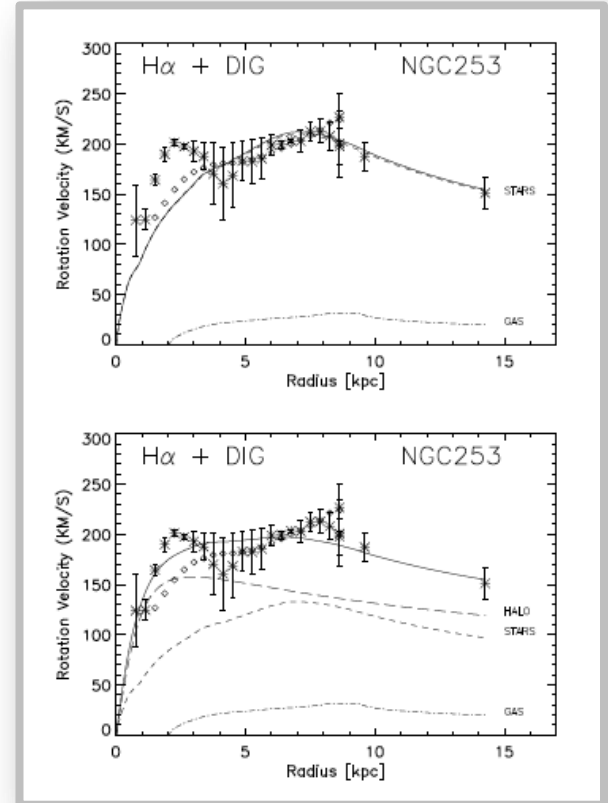 Hα + DIG NGC253
300
250
200
150
100
50
0
Rotation Velocity (KM/S)
STARS
GAS
0 5 10 15
Radius [kpc]
Hα + DIG NGC253
300
250
200
150
100
50
0
Rotation Velocity (KM/S)
HALO
STARS
GAS
0 5 10 15
Radius [kpc]